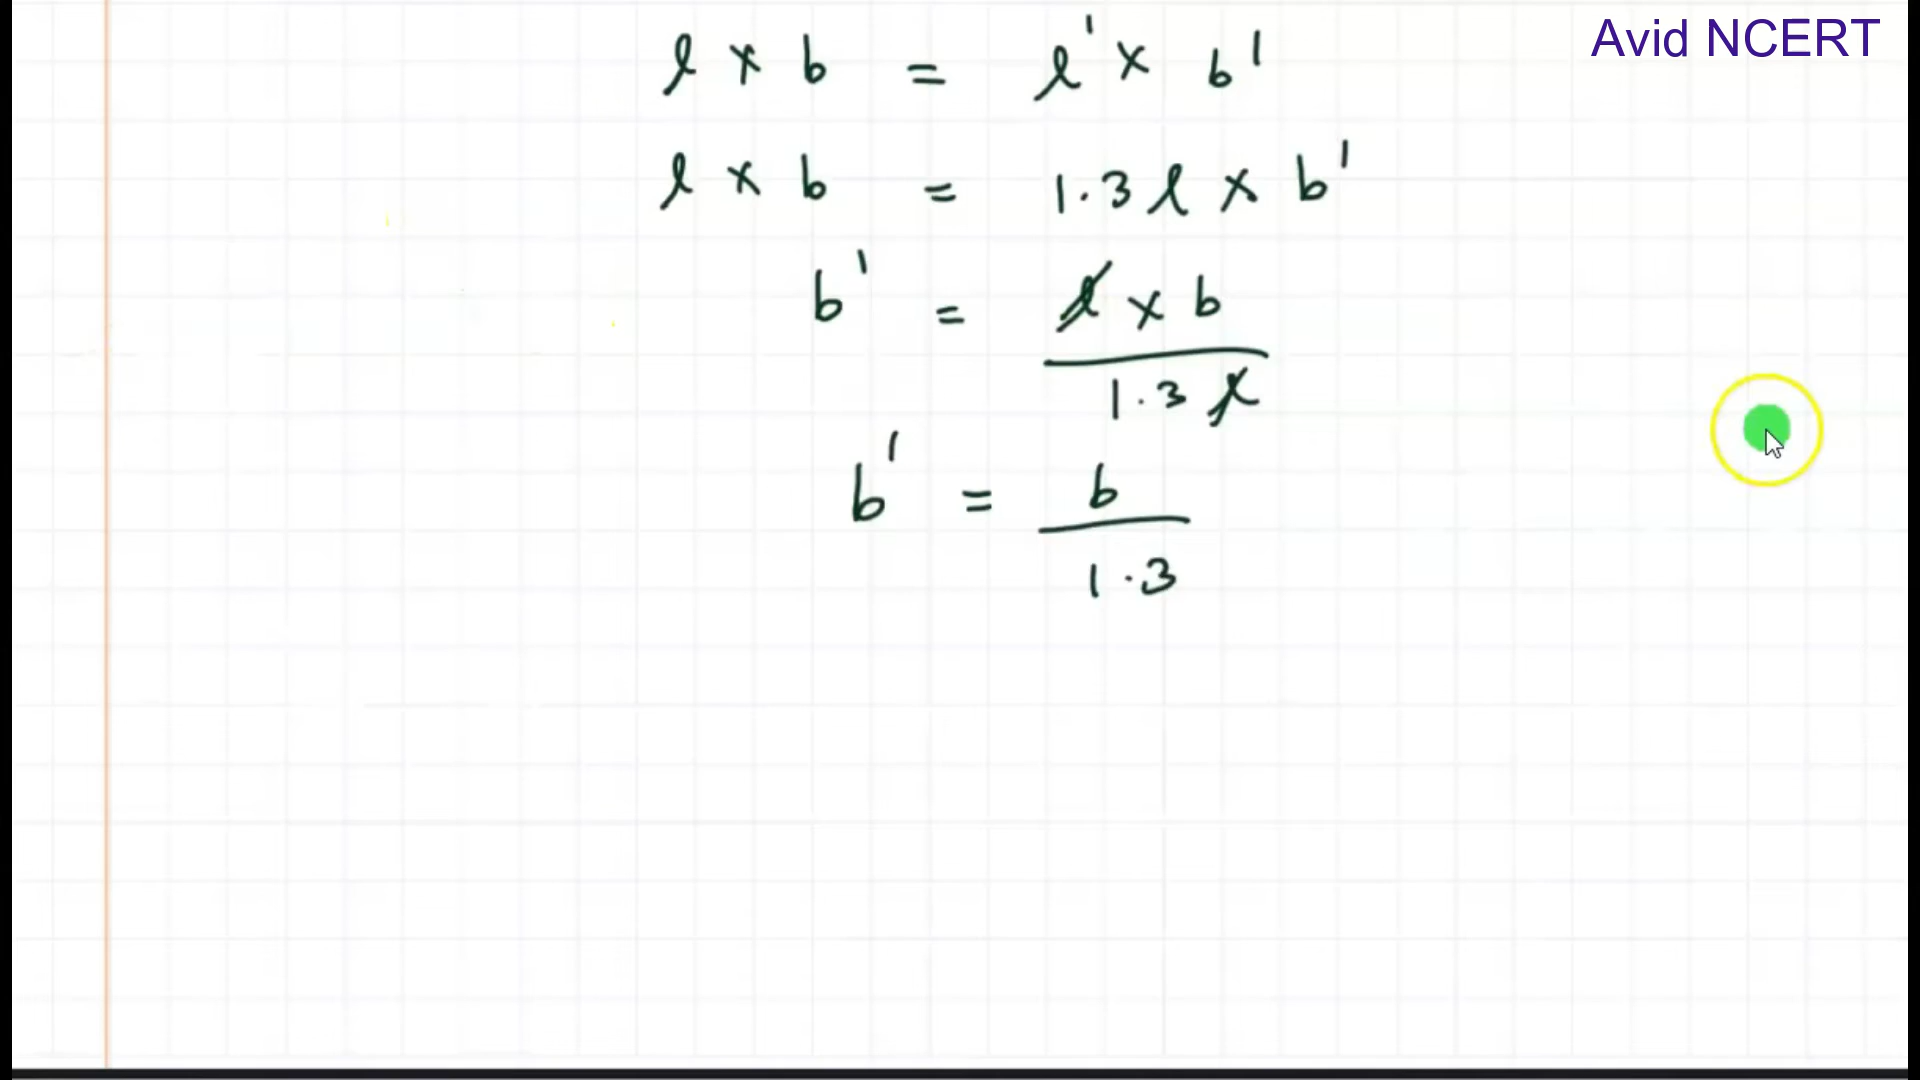 Avid NCERT
l × b = l' × b'
l × b = 1.3 l × b'
b' = l × b
1.3 l
b' = b
1.3